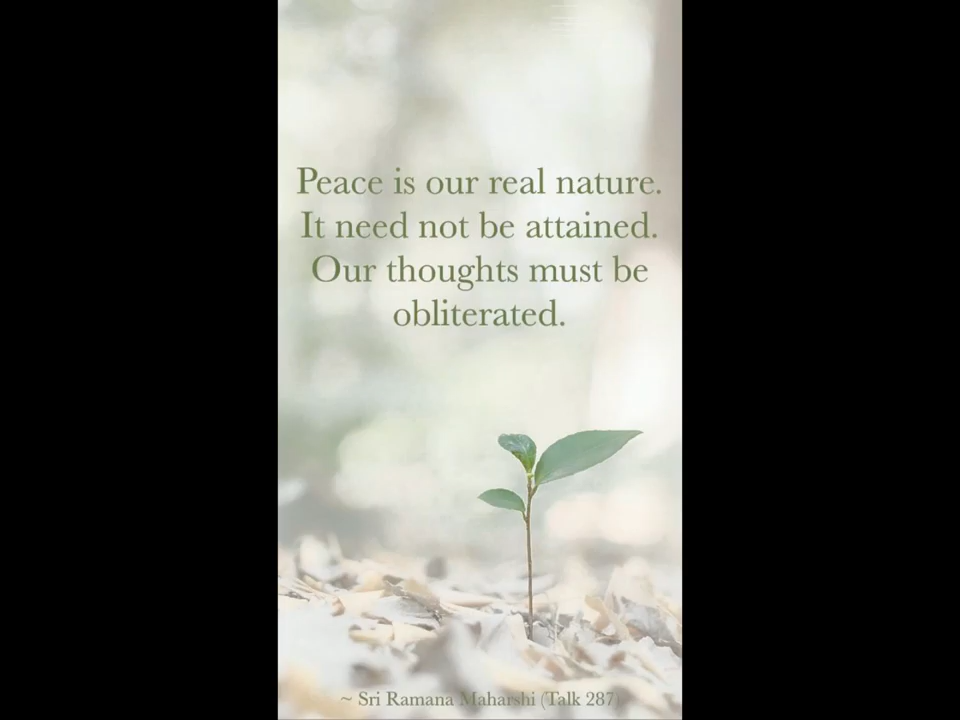 Peace is our real nature.
It need not be attained.
Our thoughts must be
obliterated.
~ Sri Ramana Maharshi (Talk 287)